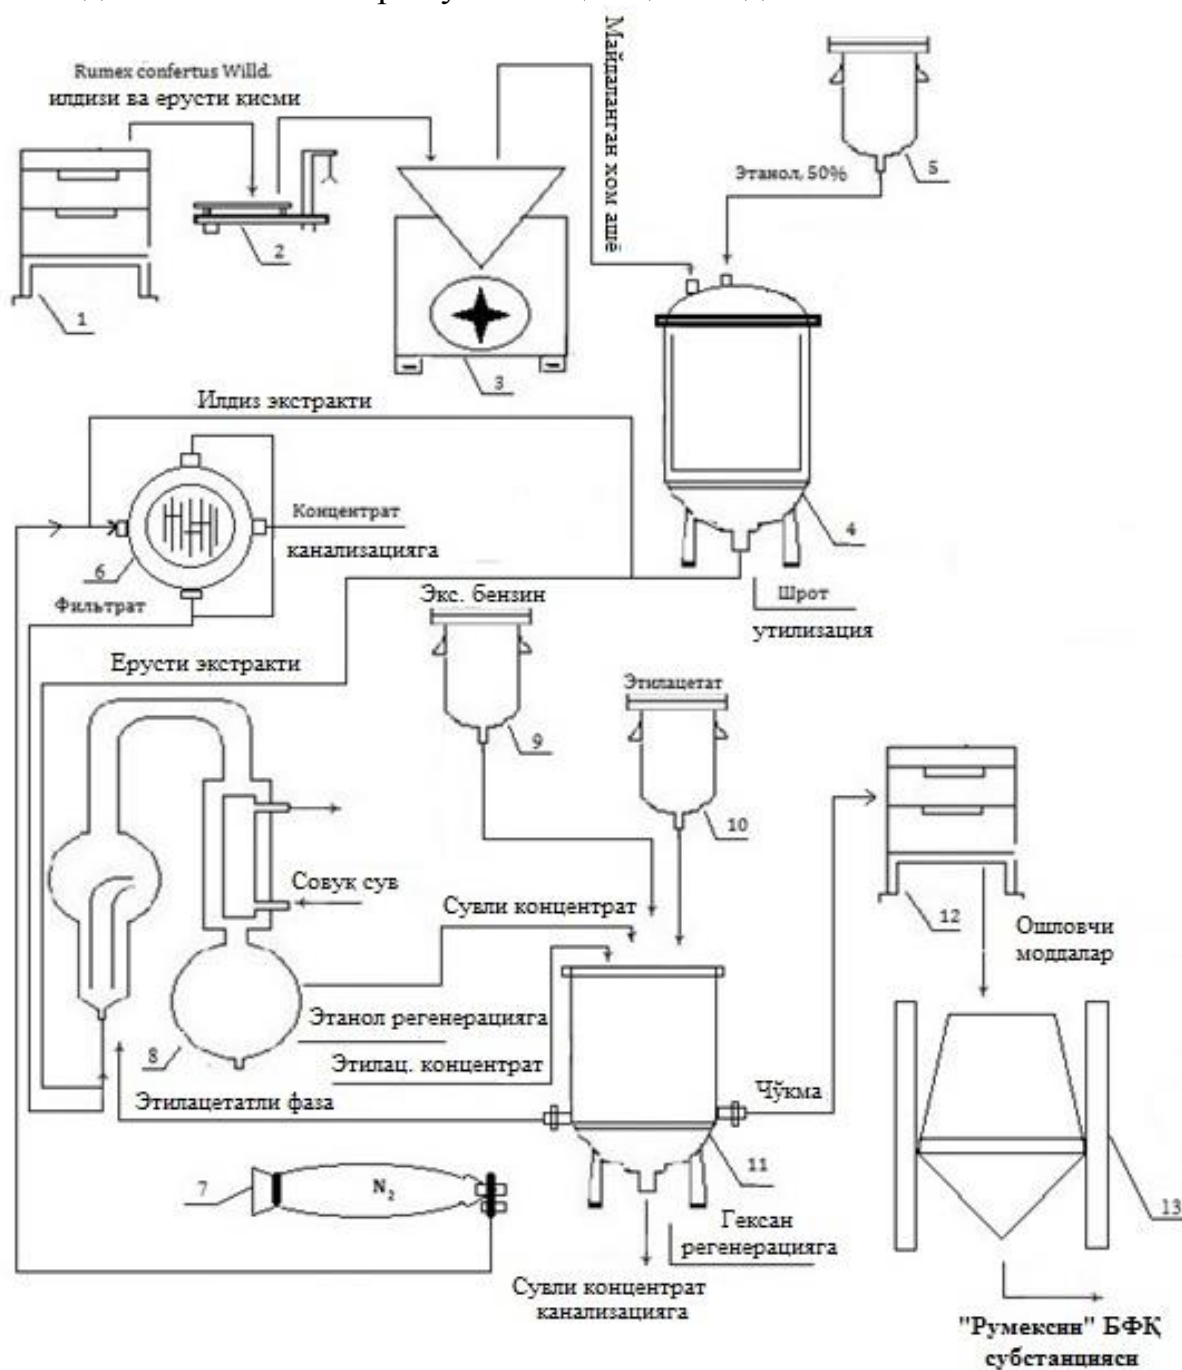 Rumex confertus Willd.
илдизи ва ерусти қисми
Майдаланган хом ашё
Этанол, 50%
5
1
2
3
4
Илдиз экстракти
Концентрат
канализацияга
6
Фильтрат
Шрот
утилизация
Экс. бензин
Ерусти экстракти
Этилацетат
9
10
Совуқ сув
Сувли концентрат
12
Ошловчи
моддалар
Этанол регенерацияга
8
Этилац. концентрат
Этилацетатли фаза
Чўкма
11
7
N2
13
Гексан
регенерацияга
Сувли концентрат
канализацияга
"Румексин" БФҚ
субстанцияси